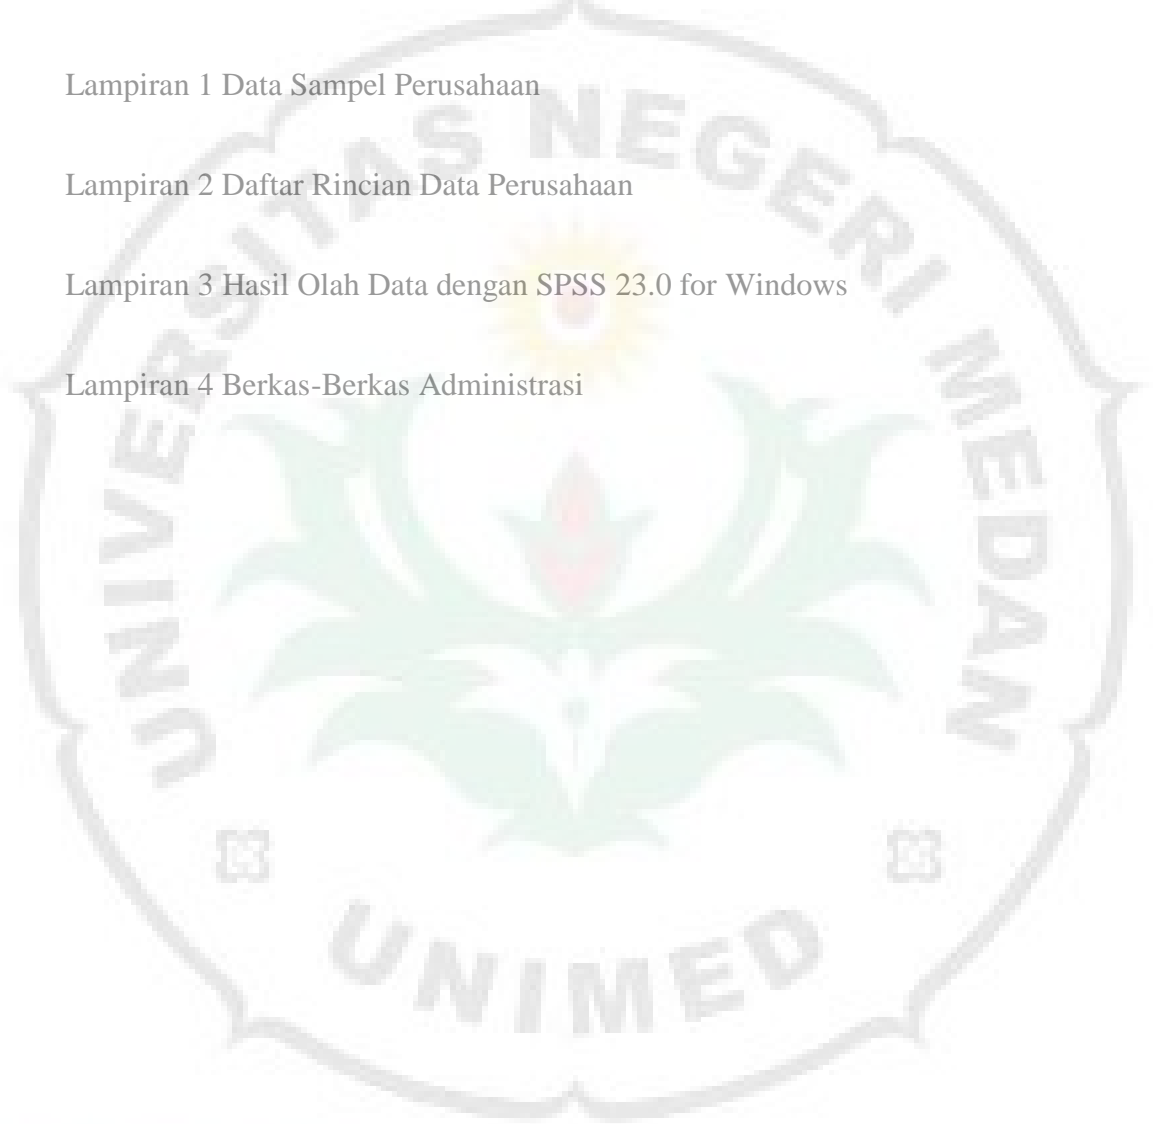 Lampiran 1 Data Sampel Perusahaan
Lampiran 2 Daftar Rincian Data Perusahaan
Lampiran 3 Hasil Olah Data dengan SPSS 23.0 for Windows
Lampiran 4 Berkas-Berkas Administrasi
UNIVERSITAS NEGERI MEDAN
UNIMED